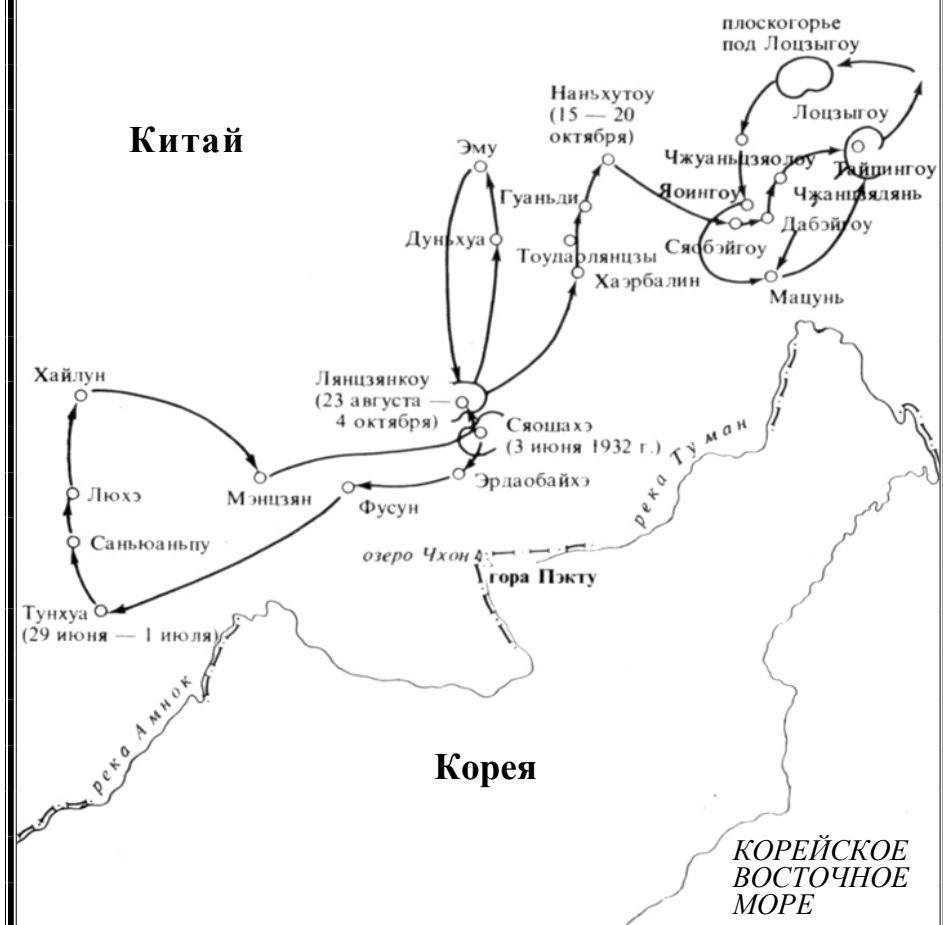 плоскогорье
под Лоцзыгоу
Наньхутоу
(15 — 20
октября)
Лоцзыгоу
Китай
Эму
Чжуаньцзяолоу
Тайпингоу
Гуаньди
Яоингоу
Чжанцзядянь
Дуньхуа
Дабэйгоу
Сяобэйгоу
Тоударлянцзы
Хаэрбалин
Мацунь
Хайлун
Лянцзянкоу
(23 августа —
4 октября)
Сяошахэ
(3 июня 1932 г.)
река Туман
Мэнцзян
Эрдаобайхэ
Люхэ
Фусун
Саньюаньпу
озеро Чхон
гора Пэкту
Тунхуа
(29 июня — 1 июля)
река Амнок
Корея
КОРЕЙСКОЕ
ВОСТОЧНОЕ
МОРЕ